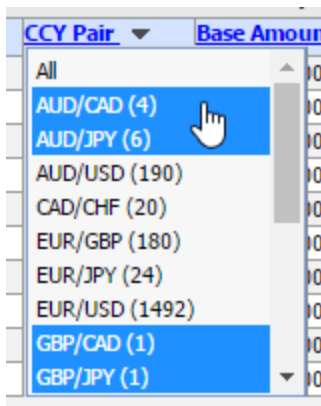 CCY Pair Base Amoun
All
AUD/CAD (4)
AUD/JPY (6)
AUD/USD (190)
CAD/CHF (20)
EUR/GBP (180)
EUR/JPY (24)
EUR/USD (1492)
GBP/CAD (1)
GBP/JPY (1)